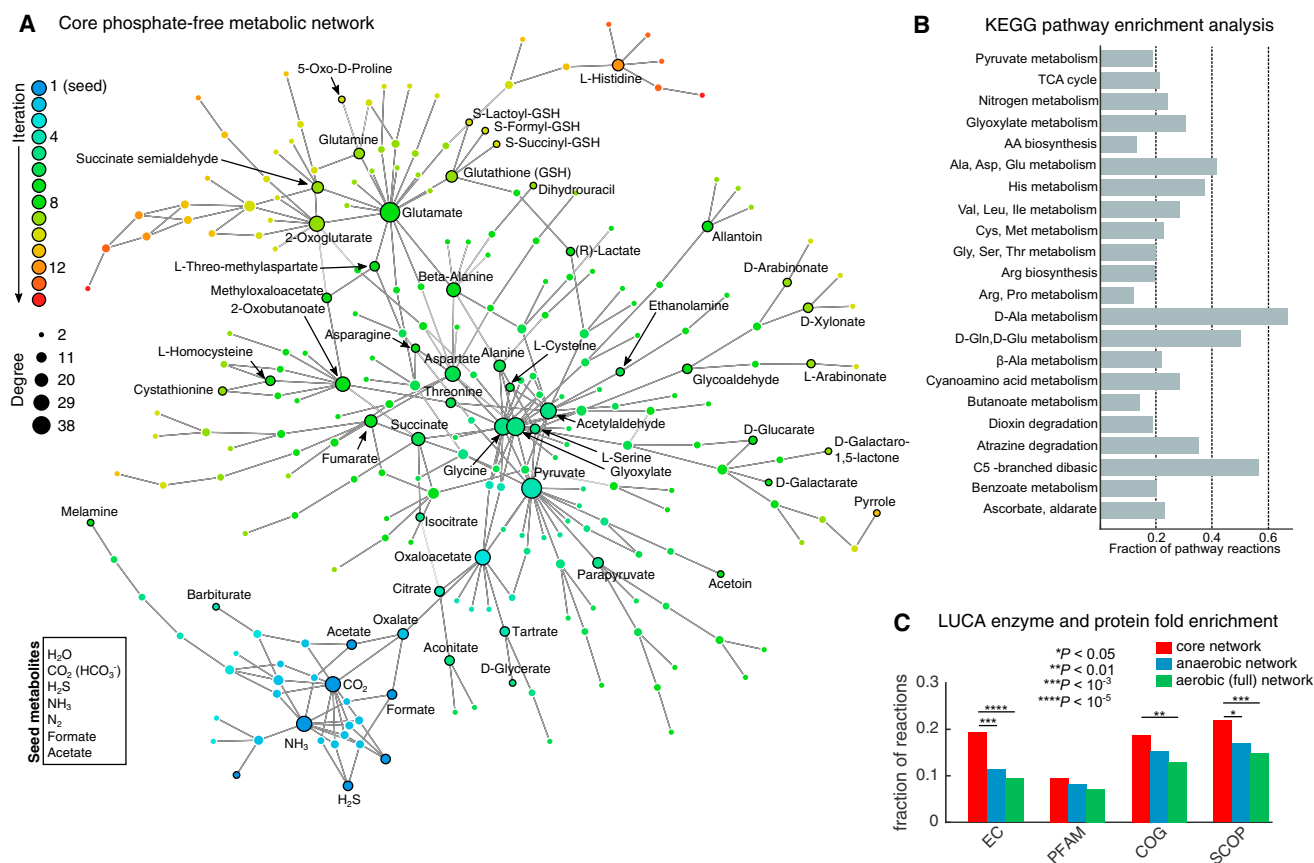 A Core phosphate-free metabolic network
Iteration
1 (seed)
4
8
12
Degree
2
11
20
29
38
5-Oxo-D-Proline
L-Histidine
S-Lactoyl-GSH
S-Formyl-GSH
S-Succinyl-GSH
Glutamine
Succinate semialdehyde
Glutathione (GSH)
Dihydrouracil
Glutamate
2-Oxoglutarate
Allantoin
(R)-Lactate
L-Threo-methylaspartate
Beta-Alanine
D-Arabinonate
Methyloxaloacetate
2-Oxobutanoate
Ethanolamine
D-Xylonate
Asparagine
L-Cysteine
L-Homocysteine
Aspartate
Alanine
Cystathionine
Threonine
Glycoaldehyde
L-Arabinonate
Acetylaldehyde
Succinate
Fumarate
Glycine
L-Serine
Glyoxylate
D-Glucarate
D-Galactaro-
1,5-lactone
Pyruvate
D-Galactarate
Melamine
Isocitrate
Pyrrole
Oxaloacetate
Parapyruvate
Acetoin
Citrate
Barbiturate
Oxalate
Acetate
Tartrate
Aconitate
D-Glycerate
CO₂
Formate
NH₃
H₂S
Seed metabolites
H₂O
CO₂ (HCO₃⁻)
H₂S
NH₃
N₂
Formate
Acetate
B KEGG pathway enrichment analysis
Pyruvate metabolism
TCA cycle
Nitrogen metabolism
Glyoxylate metabolism
AA biosynthesis
Ala, Asp, Glu metabolism
His metabolism
Val, Leu, Ile metabolism
Cys, Met metabolism
Gly, Ser, Thr metabolism
Arg biosynthesis
Arg, Pro metabolism
D-Ala metabolism
D-Gln,D-Glu metabolism
β-Ala metabolism
Cyanoamino acid metabolism
Butanoate metabolism
Dioxin degradation
Atrazine degradation
C5 -branched dibasic
Benzoate metabolism
Ascorbate, aldarate
0.2 0.4 0.6
Fraction of pathway reactions
C LUCA enzyme and protein fold enrichment
*P < 0.05
**P < 0.01
***P < 10⁻³
****P < 10⁻⁵
core network
anaerobic network
aerobic (full) network
fraction of reactions
0.3
0.2
0.1
0
****
***
**
***
*
EC PFAM COG SCOP